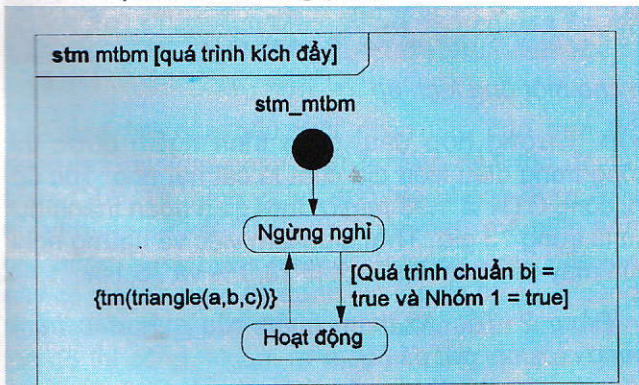 stm mtbm [quá trình kích đẩy]
stm_mtbm
Ngừng nghỉ
[Quá trình chuẩn bị =
true và Nhóm 1 = true]
{tm(triangle(a,b,c))}
Hoạt động